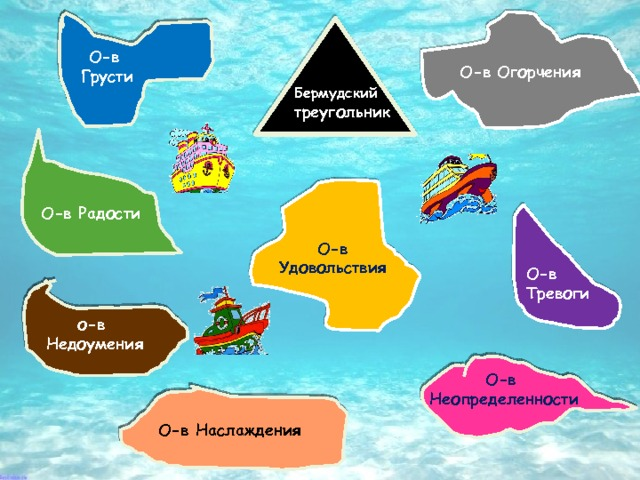 О-в
Грусти
Бермудский
треугольник
О-в Огорчения
О-в Радости
О-в
Удовольствия
О-в
Тревоги
о-в
Недоумения
О-в
Неопределенности
О-в Наслаждения